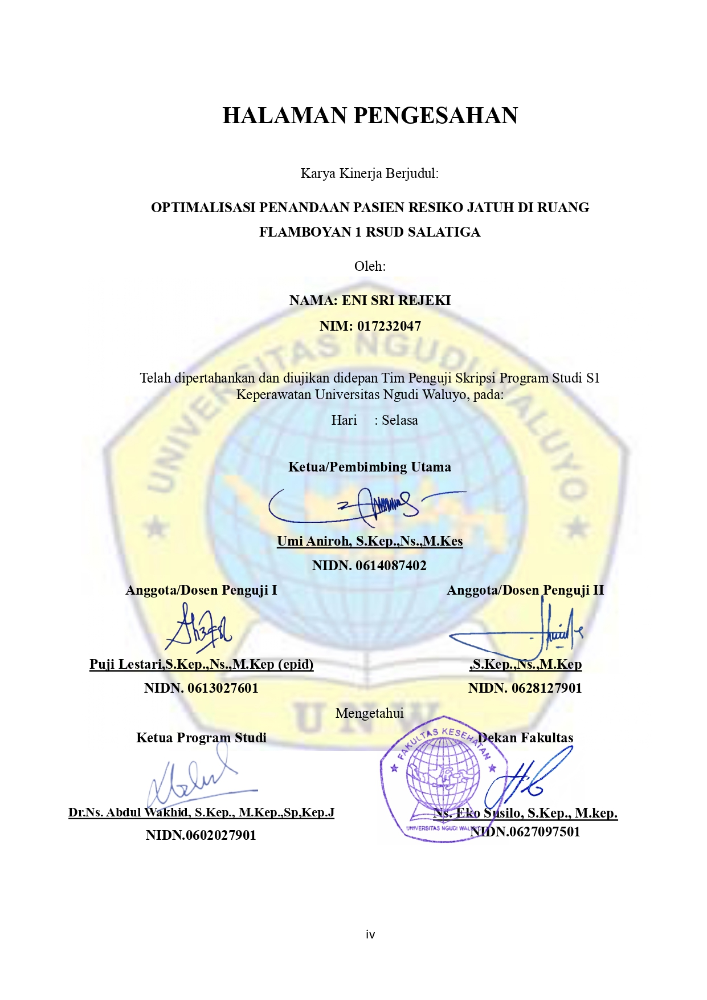 HALAMAN PENGESAHAN
Karya Kinerja Berjudul:
OPTIMALISASI PENANDAAN PASIEN RESIKO JATUH DI RUANG
FLAMBOYAN 1 RSUD SALATIGA
Oleh:
NAMA: ENI SRI REJEKI
NIM: 017232047
UNIVERSITAS NGUDI WALUYO
Telah dipertahankan dan diujikan didepan Tim Penguji Skripsi Program Studi S1
Keperawatan Universitas Ngudi Waluyo, pada:
Hari : Selasa
Ketua/Pembimbing Utama
Umi Aniroh, S.Kep.,Ns.,M.Kes
NIDN. 0614087402
Anggota/Dosen Penguji I
Anggota/Dosen Penguji II
Puji Lestari,S.Kep.,Ns.,M.Kep (epid)
,S.Kep.,Ns.,M.Kep
NIDN. 0613027601
NIDN. 0628127901
UNW
Mengetahui
Ketua Program Studi
Dekan Fakultas
FAKULTAS KESEHATAN
UNIVERSITAS NGUDI WALUYO
Dr.Ns. Abdul Wakhid, S.Kep., M.Kep.,Sp,Kep.J
Ns. Eko Susilo, S.Kep., M.kep.
NIDN.0602027901
NIDN.0627097501
iv